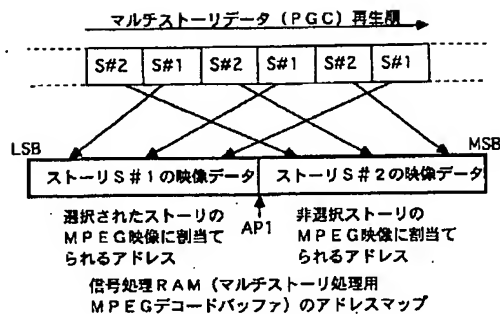 マルチストーリデータ（PGC）再生順
S#2 S#1 S#2 S#1 S#2 S#1
LSB MSB
ストーリS#1の映像データ ストーリS#2の映像データ
AP1
選択されたストーリの
MPEG映像に割当て
られるアドレス
非選択ストーリの
MPEG映像に割当て
られるアドレス
信号処理RAM（マルチストーリ処理用
MPEGデコードバッファ）のアドレスマップ